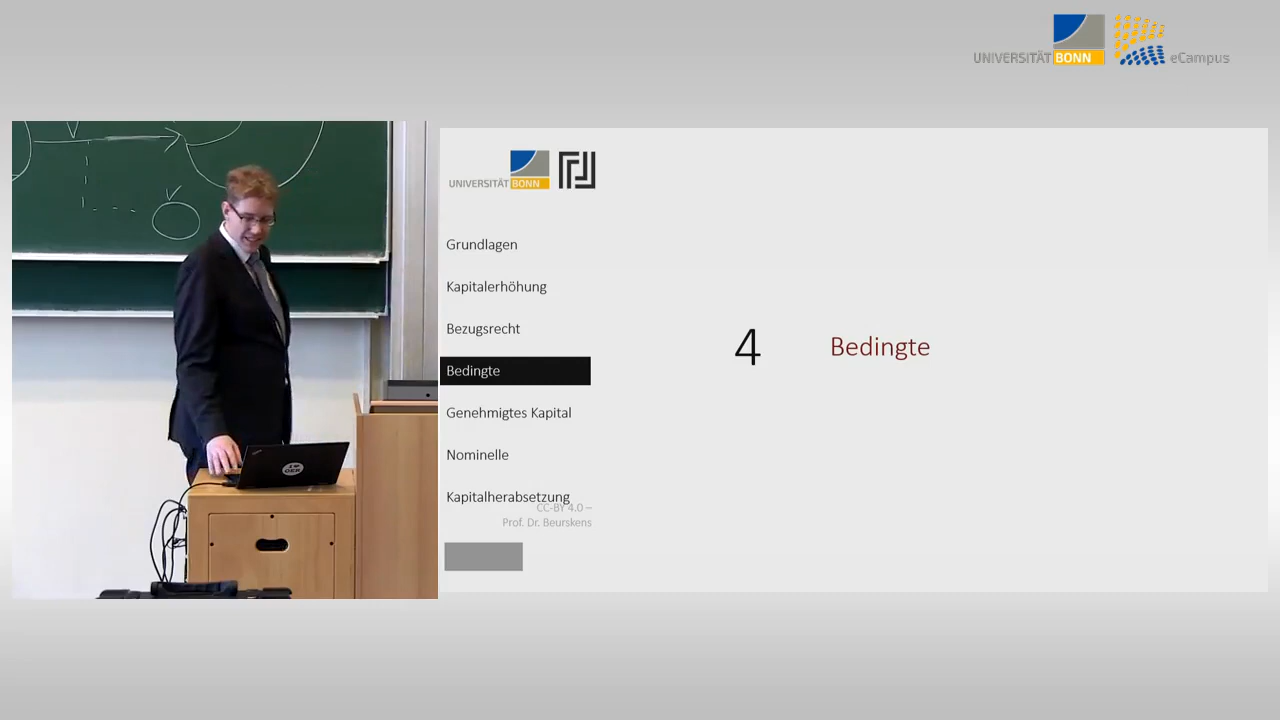 UNIVERSITÄT BONN
eCampus
UNIVERSITÄT BONN
Grundlagen
Kapitalerhöhung
Bezugsrecht
Bedingte
Genehmigtes Kapital
Nominelle
Kapitalherabsetzung
CC-BY 4.0 –
Prof. Dr. Beurskens
4 Bedingte
I ♥
OER